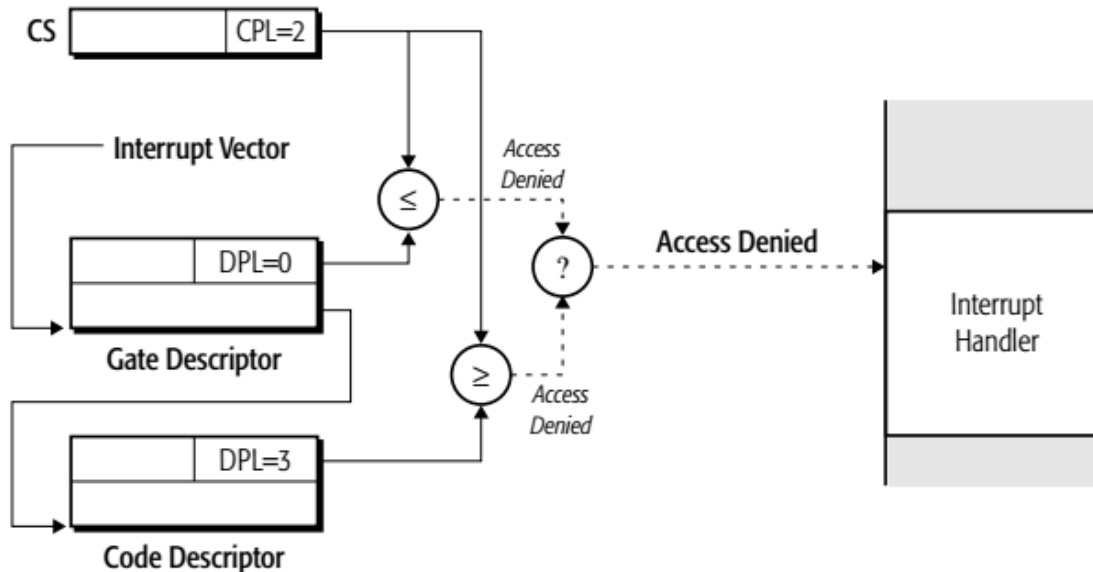 CS
CPL=2
Interrupt Vector
Access
Denied
≤
DPL=0
Gate Descriptor
?
Access Denied
Interrupt
Handler
≥
Access
Denied
DPL=3
Code Descriptor